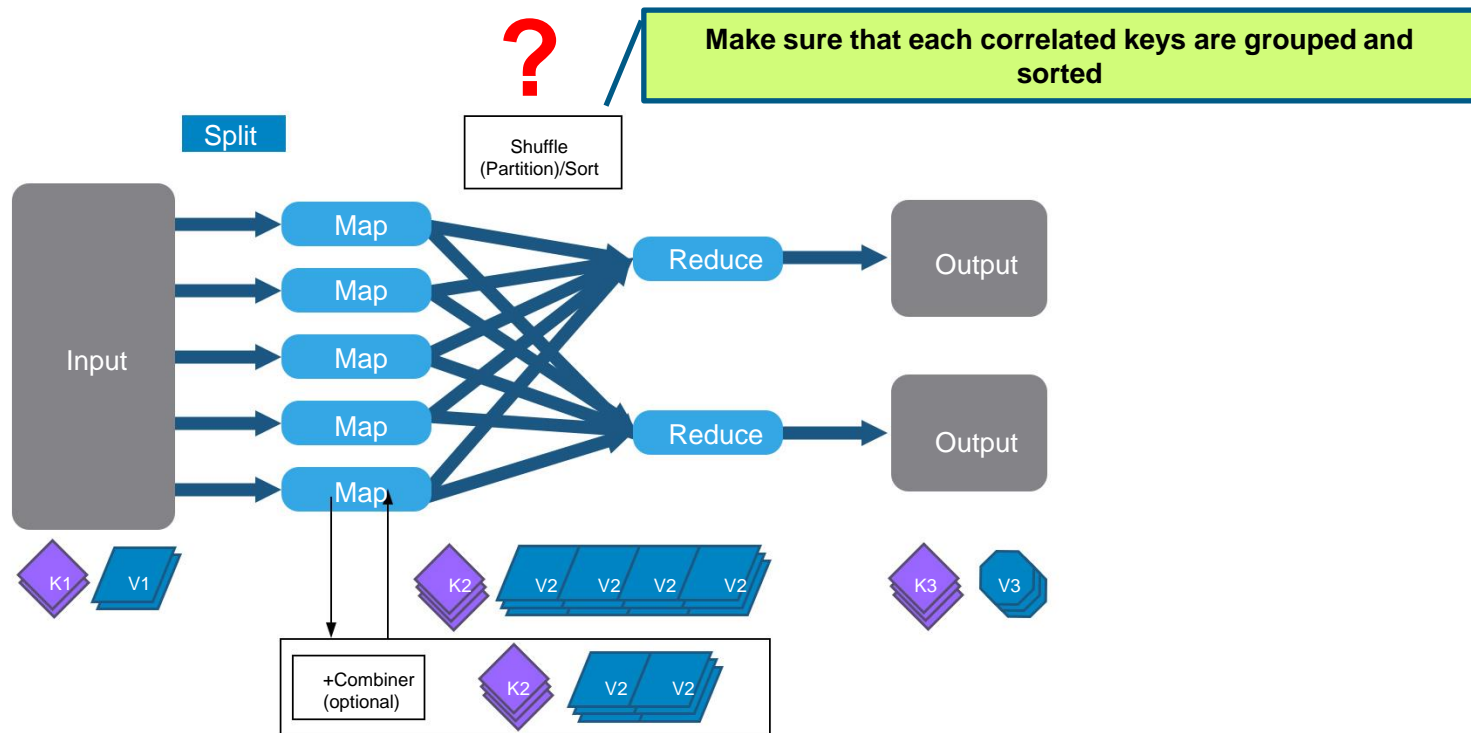 ?
Make sure that each correlated keys are grouped and
sorted
Split
Shuffle
(Partition)/Sort
Input
Map
Map
Map
Map
Map
Reduce
Reduce
Output
Output
K1
V1
K2
V2
V2
V2
V2
K3
V3
+Combiner
(optional)
K2
V2
V2